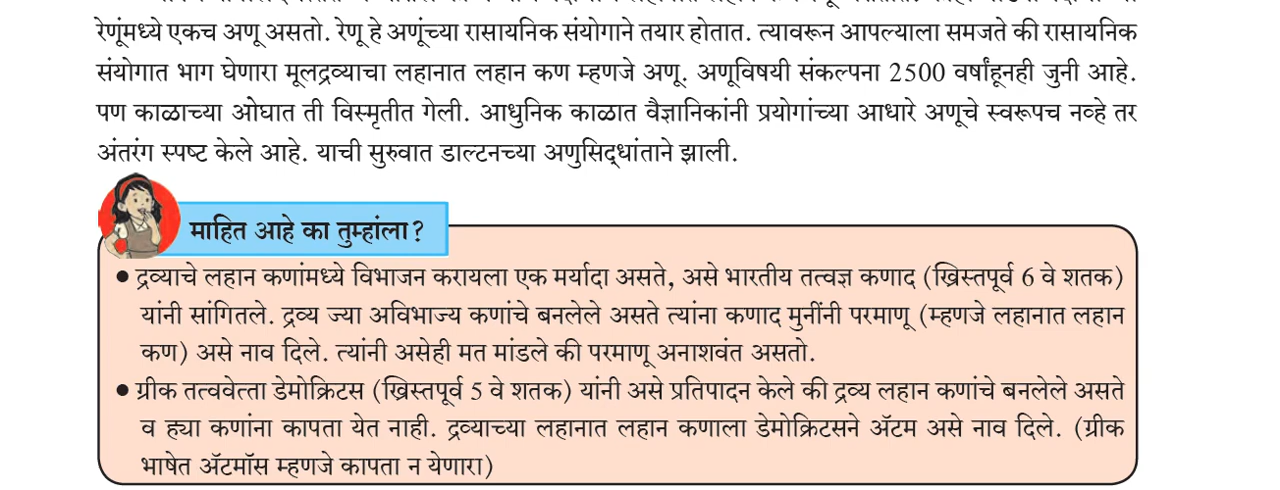 रेणूंमध्ये एकच अणू असतो. रेणू हे अणूंच्या रासायनिक संयोगाने तयार होतात. त्यावरून आपल्याला समजते की रासायनिक
संयोगात भाग घेणारा मूलद्रव्याचा लहानात लहान कण म्हणजे अणू. अणूविषयी संकल्पना 2500 वर्षांहूनही जुनी आहे.
पण काळाच्या ओघात ती विस्मृतीत गेली. आधुनिक काळात वैज्ञानिकांनी प्रयोगांच्या आधारे अणूचे स्वरूपच नव्हे तर
अंतरंग स्पष्ट केले आहे. याची सुरुवात डाल्टनच्या अणुसिद्धांताने झाली.
माहित आहे का तुम्हांला?
● द्रव्याचे लहान कणांमध्ये विभाजन करायला एक मर्यादा असते, असे भारतीय तत्वज्ञ कणाद (ख्रिस्तपूर्व 6 वे शतक)
यांनी सांगितले. द्रव्य ज्या अविभाज्य कणांचे बनलेले असते त्यांना कणाद मुनींनी परमाणू (म्हणजे लहानात लहान
कण) असे नाव दिले. त्यांनी असेही मत मांडले की परमाणू अनाशवंत असतो.
● ग्रीक तत्ववेत्ता डेमोक्रिटस (ख्रिस्तपूर्व 5 वे शतक) यांनी असे प्रतिपादन केले की द्रव्य लहान कणांचे बनलेले असते
व ह्या कणांना कापता येत नाही. द्रव्याच्या लहानात लहान कणाला डेमोक्रिटसने ॲटम असे नाव दिले. (ग्रीक
भाषेत ॲटमॉस म्हणजे कापता न येणारा)